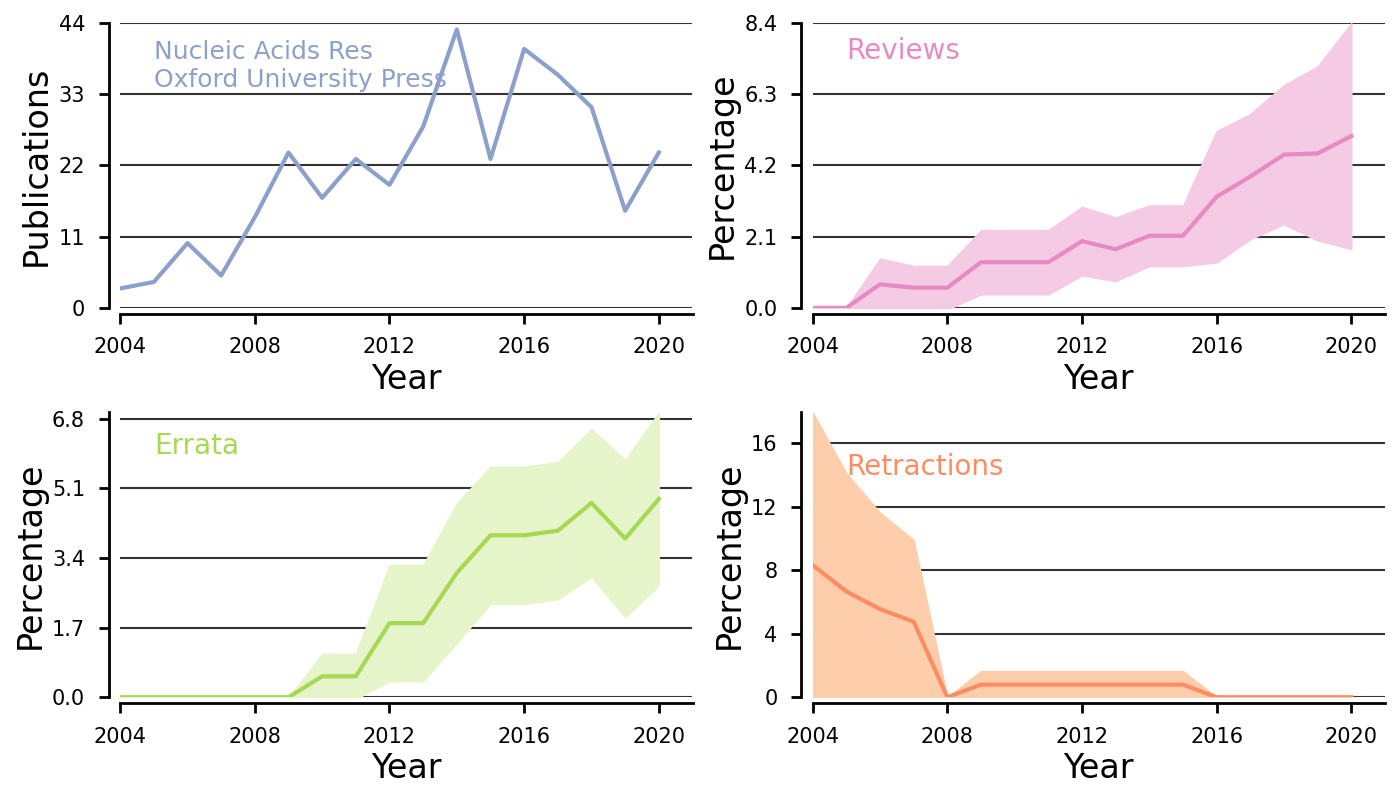 Nucleic Acids Res
Oxford University Press
Publications
44
33
22
11
0
2004 2008 2012 2016 2020
Year
Reviews
Percentage
8.4
6.3
4.2
2.1
0.0
2004 2008 2012 2016 2020
Year
Errata
Percentage
6.8
5.1
3.4
1.7
0.0
2004 2008 2012 2016 2020
Year
Retractions
Percentage
16
12
8
4
0
2004 2008 2012 2016 2020
Year